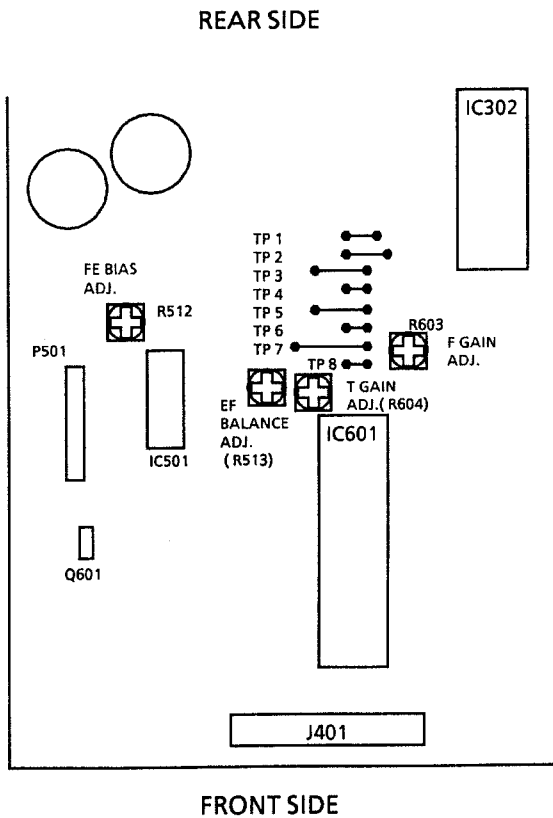 REAR SIDE
IC302
TP 1
TP 2
TP 3
TP 4
TP 5
TP 6
TP 7
TP 8
FE BIAS
ADJ.
R512
R603
F GAIN
ADJ.
P501
IC501
EF
BALANCE
ADJ.
( R513)
T GAIN
ADJ.( R604)
IC601
Q601
J401
FRONT SIDE